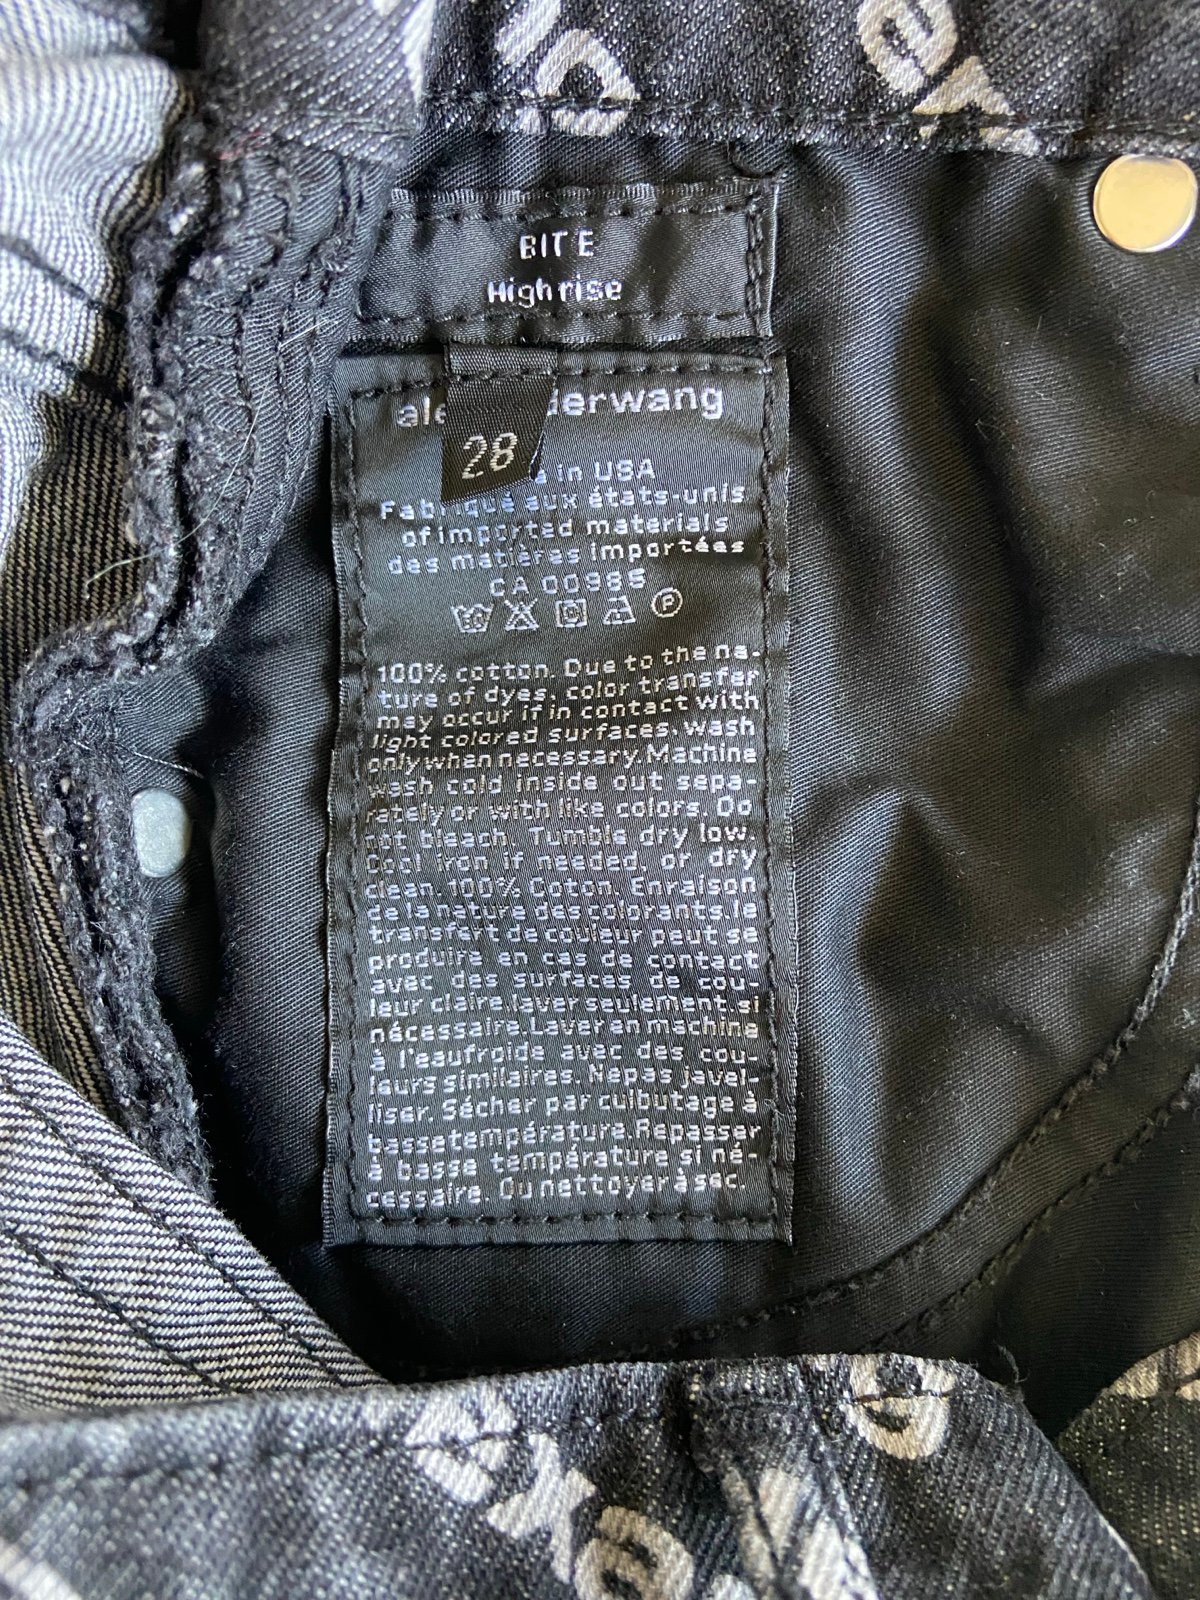 BITE
High rise
28
in USA
aux états-unis
of imported materials
des matières importées
CA 00985
100% cotton. Due to the na-
ture of dyes, color transfer
may occur if in contact with
light colored surfaces. wash
only when necessary. Machine
wash cold inside out sepa-
rately or with like colors. Do
not bleach. Tumble dry low.
Cool iron if needed, or dry
clean. 100% Coton. Enraison
de la nature des colorants, le
transfert de couleur peut se
produire en cas de contact
avec des surfaces de cou-
leur claire. laver seulement si
nécessaire. Laver en machine
à l'eau froide avec des cou-
leurs similaires. Ne pas javel-
liser. Sécher par culbutage à
basse température. Repasser
à basse température si né-
cessaire. Ou nettoyer à sec.